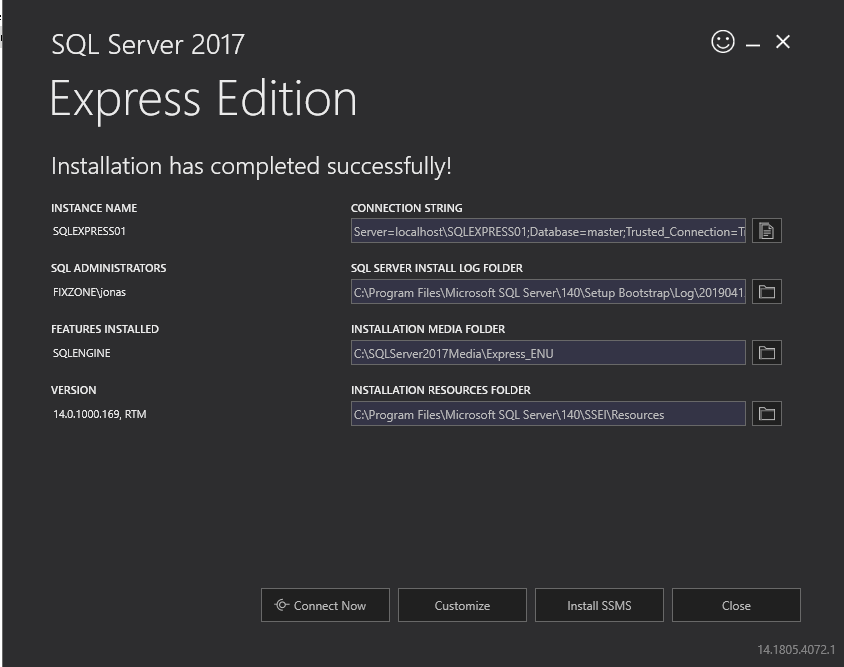 SQL Server 2017
Express Edition
Installation has completed successfully!
INSTANCE NAME
SQLEXPRESS01
CONNECTION STRING
Server=localhost\SQLEXPRESS01;Database=master;Trusted_Connection=Tr
SQL ADMINISTRATORS
FIXZONE\jonas
SQL SERVER INSTALL LOG FOLDER
C:\Program Files\Microsoft SQL Server\140\Setup Bootstrap\Log\2019041
FEATURES INSTALLED
SQLENGINE
INSTALLATION MEDIA FOLDER
C:\SQLServer2017Media\Express_ENU
VERSION
14.0.1000.169, RTM
INSTALLATION RESOURCES FOLDER
C:\Program Files\Microsoft SQL Server\140\SSEI\Resources
Connect Now
Customize
Install SSMS
Close
14.1805.4072.1